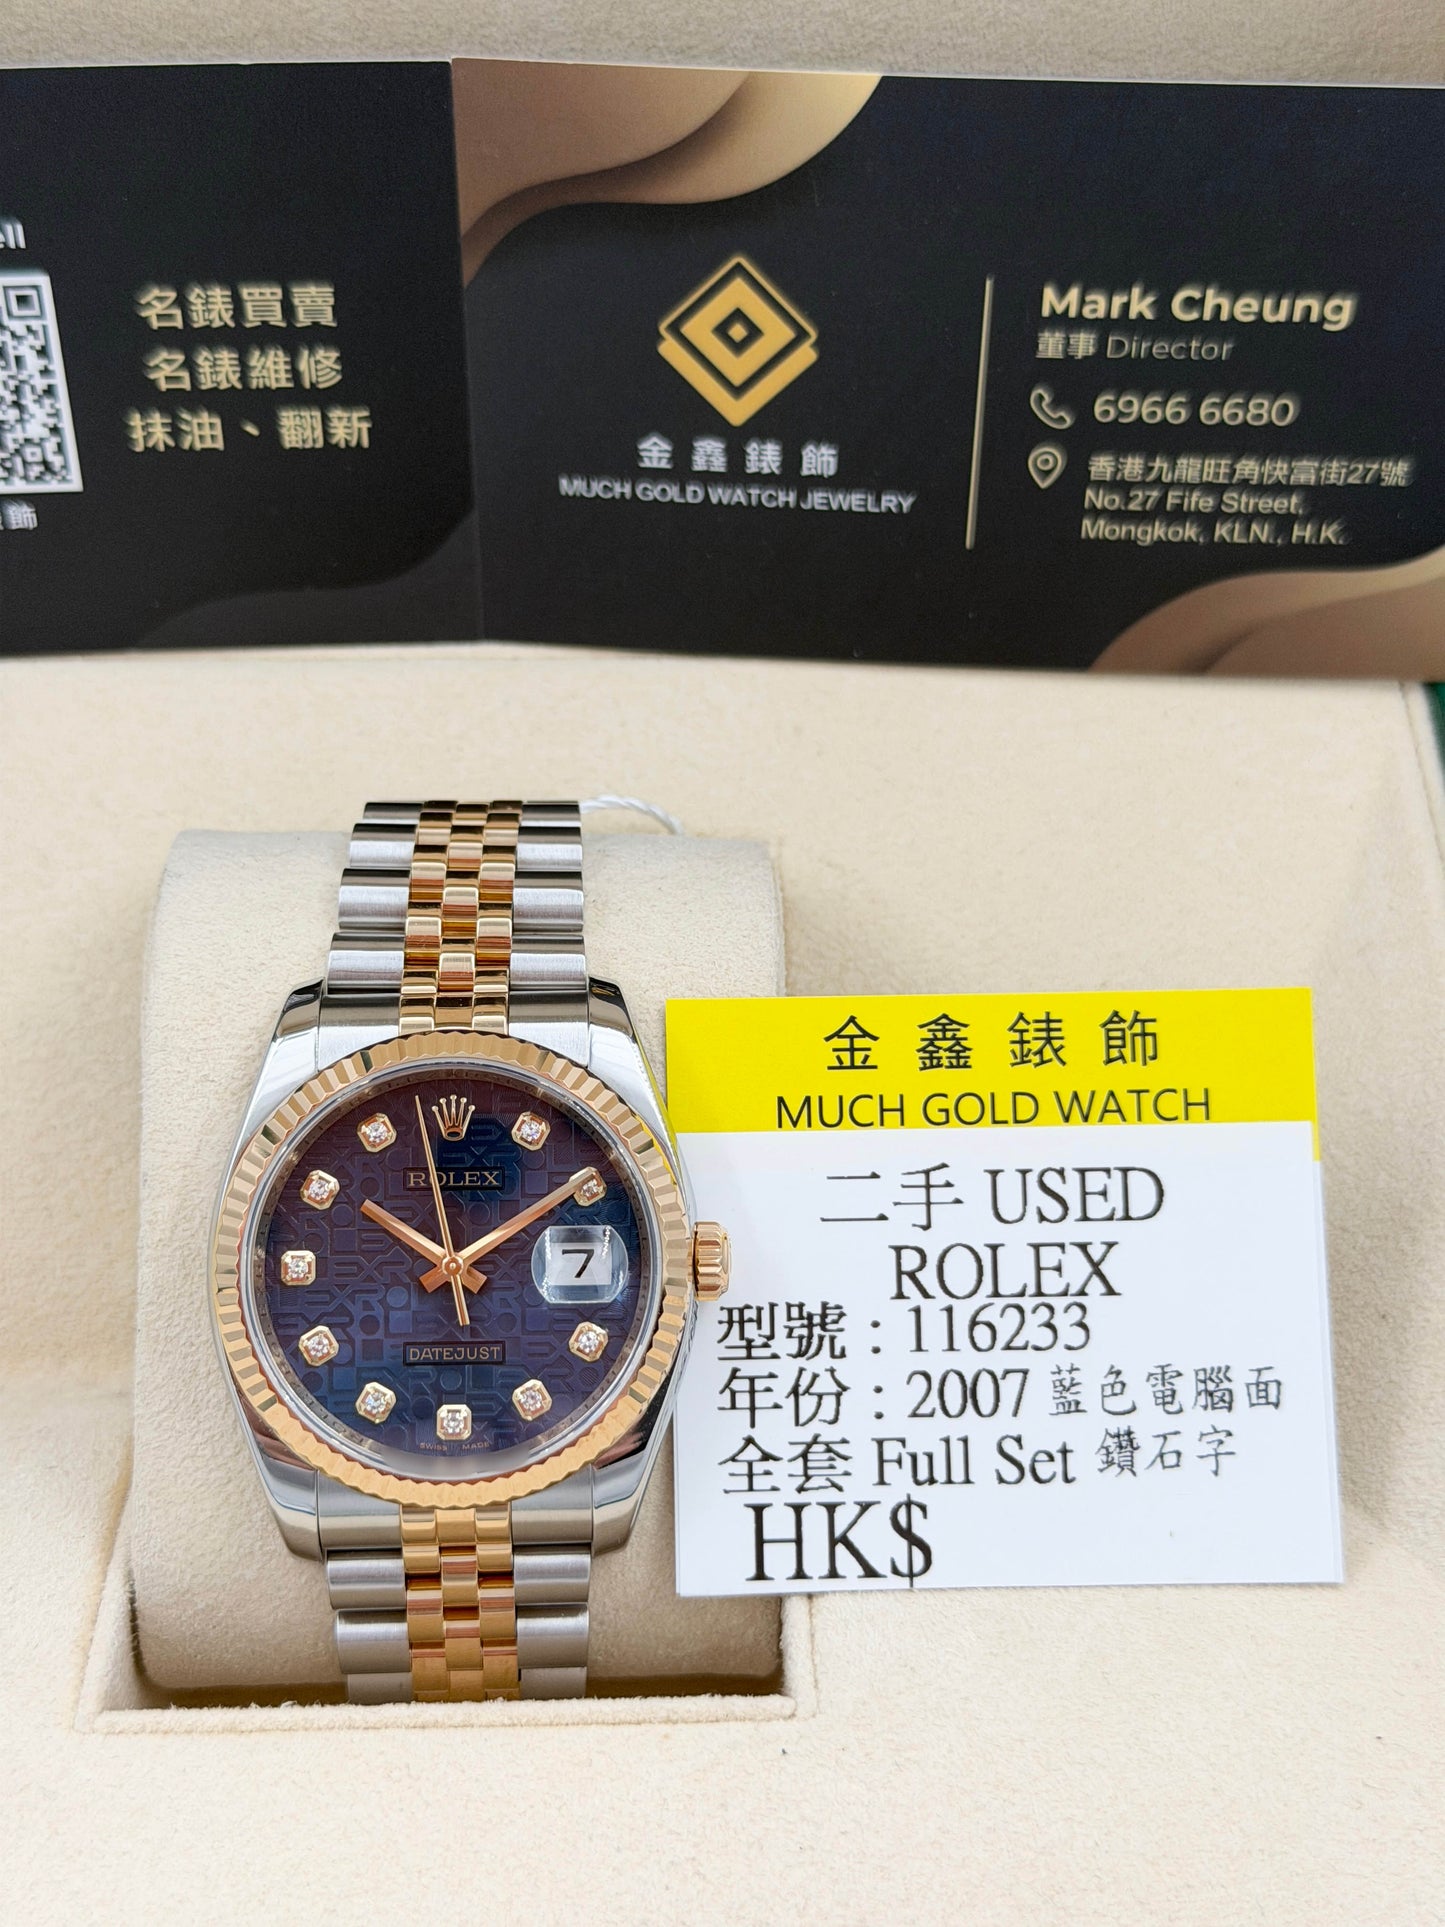 名錶買賣
名錶維修
抹油、翻新
金鑫錶飾
MUCH GOLD WATCH JEWELRY
Mark Cheung
董事 Director
6966 6680
香港九龍旺角快富街27號
No.27 Fife Street,
Mongkok, KLN., H.K.
ROLEX
7
DATEJUST
SWISS MADE
金鑫錶飾
MUCH GOLD WATCH
二手 USED
ROLEX
型號：116233
年份：2007 藍色電腦面
全套 Full Set 鑽石字
HK$